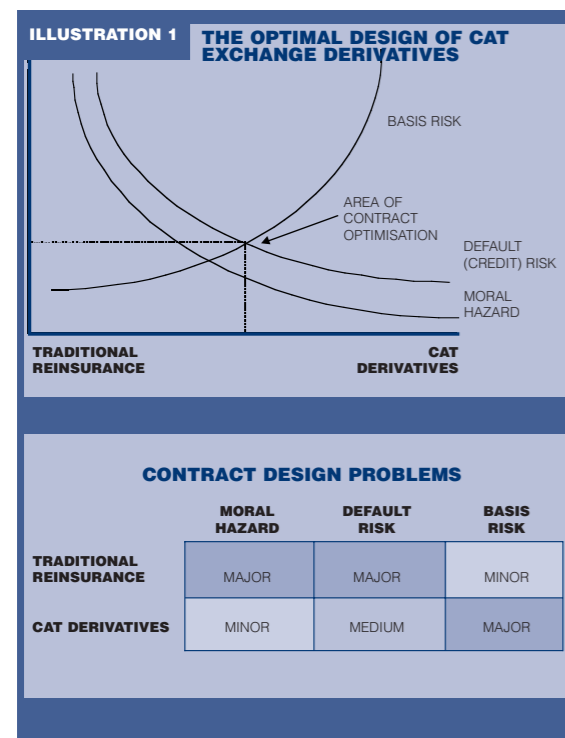 ILLUSTRATION 1
THE OPTIMAL DESIGN OF CAT
EXCHANGE DERIVATIVES
BASIS RISK
AREA OF
CONTRACT
OPTIMISATION
DEFAULT
(CREDIT) RISK
MORAL
HAZARD
TRADITIONAL
REINSURANCE
CAT
DERIVATIVES
CONTRACT DESIGN PROBLEMS
MORAL
HAZARD
DEFAULT
RISK
BASIS
RISK
TRADITIONAL
REINSURANCE
MAJOR
MAJOR
MINOR
CAT DERIVATIVES
MINOR
MEDIUM
MAJOR